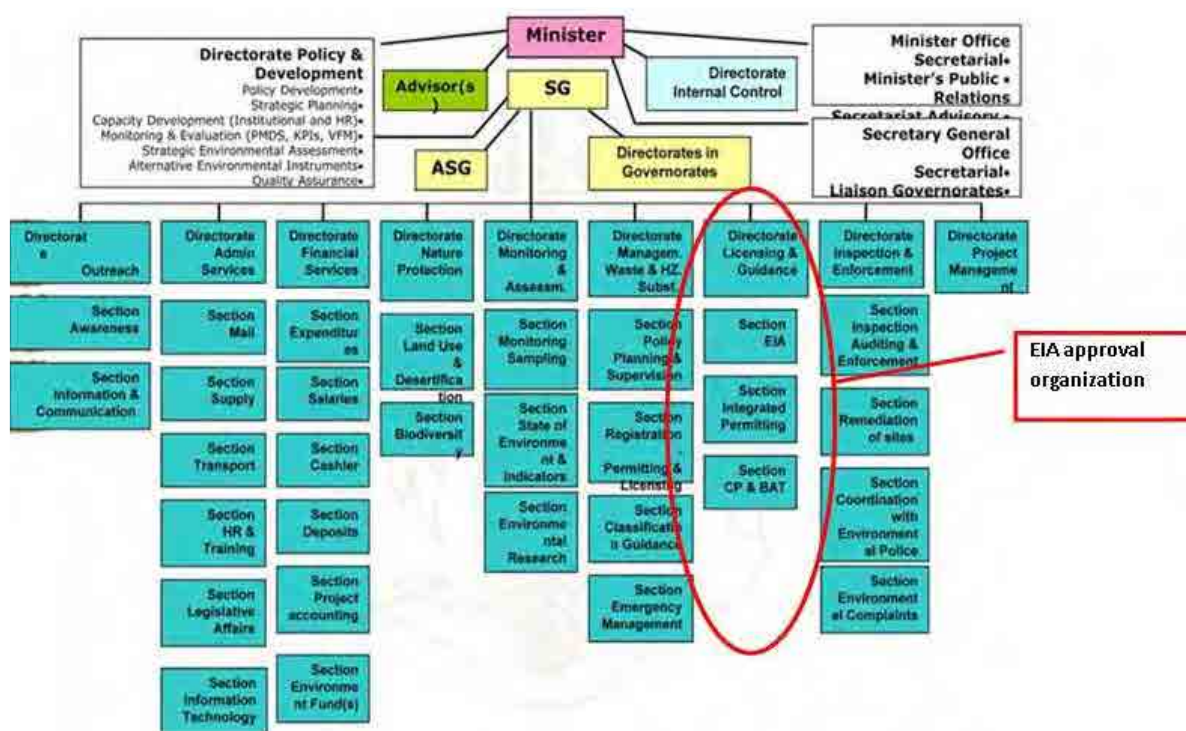 Minister
Directorate Policy &
Development
Policy Development•
Strategic Planning•
Capacity Development (Institutional and HR)•
Monitoring & Evaluation (PMDS, KPIs, VFM)•
Strategic Environmental Assessment•
Alternative Environmental Instruments•
Quality Assurance•
Advisor(s
)
SG
Directorate
Internal Control
Minister Office
Secretarial•
Minister's Public •
Relations
Secretariat Advisory •
Secretary General
Office
Secretarial•
Liaison Governorates•
ASG
Directorates in
Governorates
Directorat
e
Outreach
Section
Awareness
Section
Information &
Communication
Directorate
Admin
Services
Section
Mail
Section
Supply
Section
Transport
Section
HR &
Training
Section
Legislative
Affairs
Section
Information
Technology
Directorate
Financial
Services
Section
Expenditur
es
Section
Salaries
Section
Cashier
Section
Deposits
Section
Project
accounting
Section
Environme
nt Fund(s)
Directorate
Nature
Protection
Section
Land Use
&
Desertifica
tion
Section
Biodiversit
y
Directorate
Monitoring
&
Assessm.
Section
Monitoring
Sampling
Section
State of
Environme
nt &
Indicators
Section
Environme
ntal
Research
Directorate
Managem.
Waste & HZ.
Subst.
Section
Policy
Planning &
Supervision
Section
Registration
,
Permitting &
Licensing
Section
Classificatio
n Guidance
Section
Emergency
Management
Directorate
Licensing &
Guidance
Section
EIA
Section
Integrated
Permitting
Section
CP & BAT
Directorate
Inspection &
Enforcement
Section
Inspection
Auditing &
Enforcement
Section
Remediation
of sites
Section
Coordination
with
Environment
al Police
Section
Environment
al Complaints
Directorate
Project
Manageme
nt
EIA approval
organization